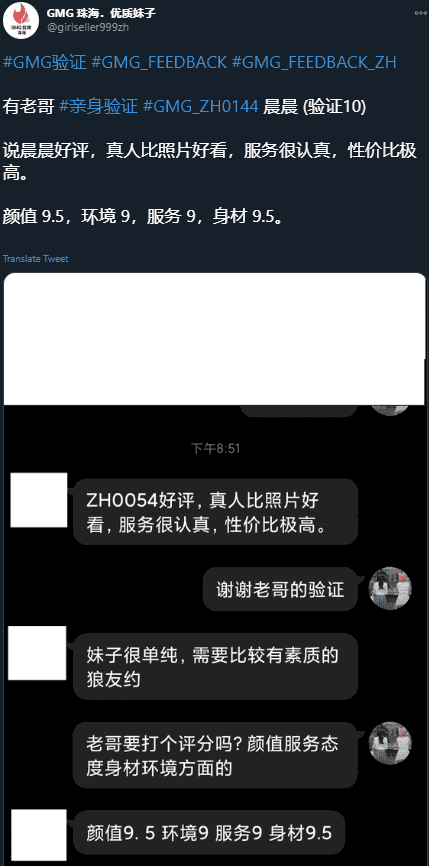 GMG 珠海．优质妹子
@giriseller999zh
#GMG验证 #GMG_FEEDBACK #GMG_FEEDBACK_ZH
有老哥 #亲身验证 #GMG_ZH0144 晨晨 (验证10)
说晨晨好评，真人比照片好看，服务很认真，性价比极
高。
颜值 9.5，环境 9，服务 9，身材 9.5。
Translate Tweet
下午8:51
ZH0054好评，真人比照片好
看，服务很认真，性价比极高。
谢谢老哥的验证
妹子很单纯，需要比较有素质的
狼友约
老哥要打个评分吗? 颜值服务态
度身材环境方面的
颜值9. 5 环境9 服务9 身材9.5